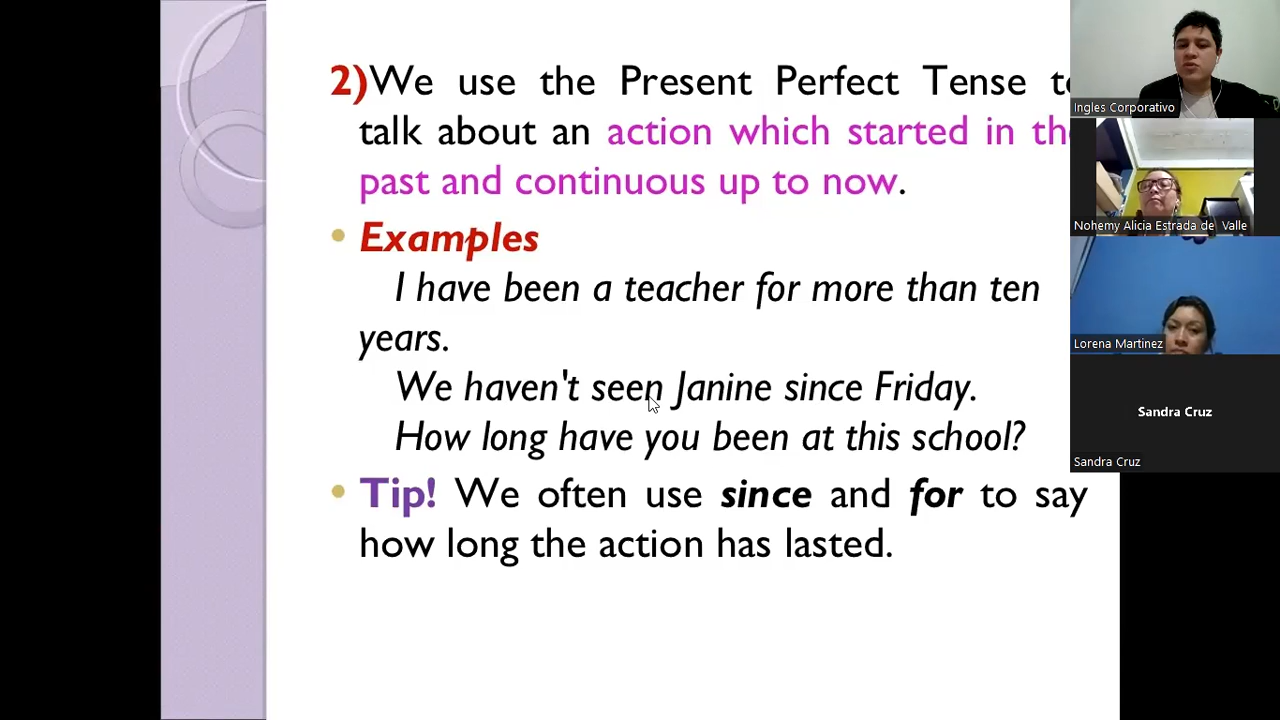 2)We use the Present Perfect Tense to
talk about an action which started in the
past and continuous up to now.
Examples
I have been a teacher for more than ten
years.
We haven't seen Janine since Friday.
How long have you been at this school?
Tip! We often use since and for to say
how long the action has lasted.
Ingles Corporativo
Nohemy Alicia Estrada de Valle
Lorena Martinez
Sandra Cruz
Sandra Cruz